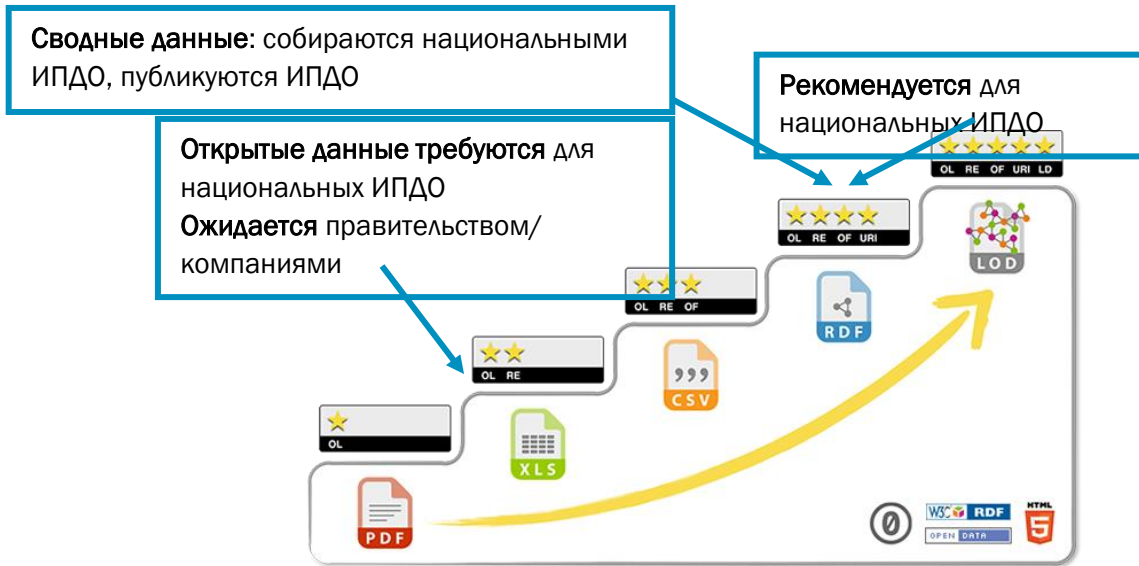 Сводные данные: собираются национальными
ИПДО, публикуются ИПДО
Рекомендуется для
национальных ИПДО
Открытые данные требуются для
национальных ИПДО
Ожидается правительством/
компаниями
OL RE OF URI LD
LOD
OL RE OF URI
RDF
OL RE OF
CSV
OL RE
XLS
OL
PDF
0
W3C RDF
OPEN DATA
HTML
5